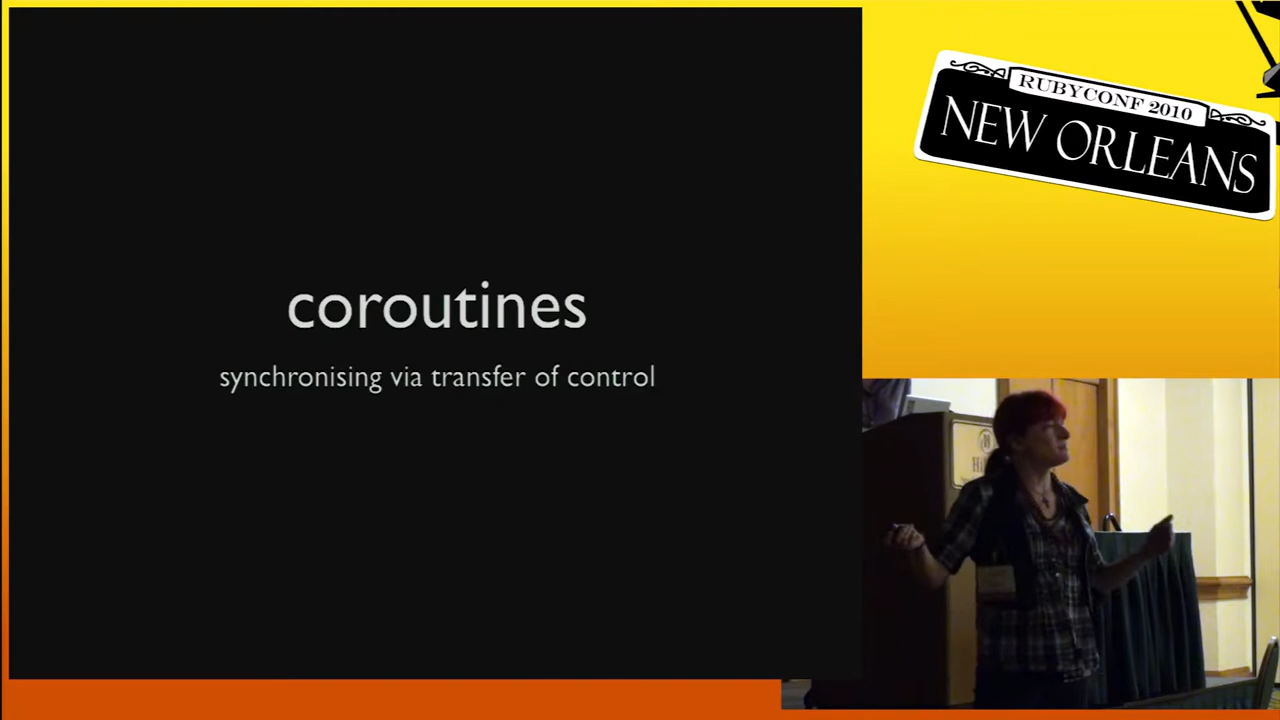 coroutines
synchronising via transfer of control
RUBYCONF 2010
NEW ORLEANS